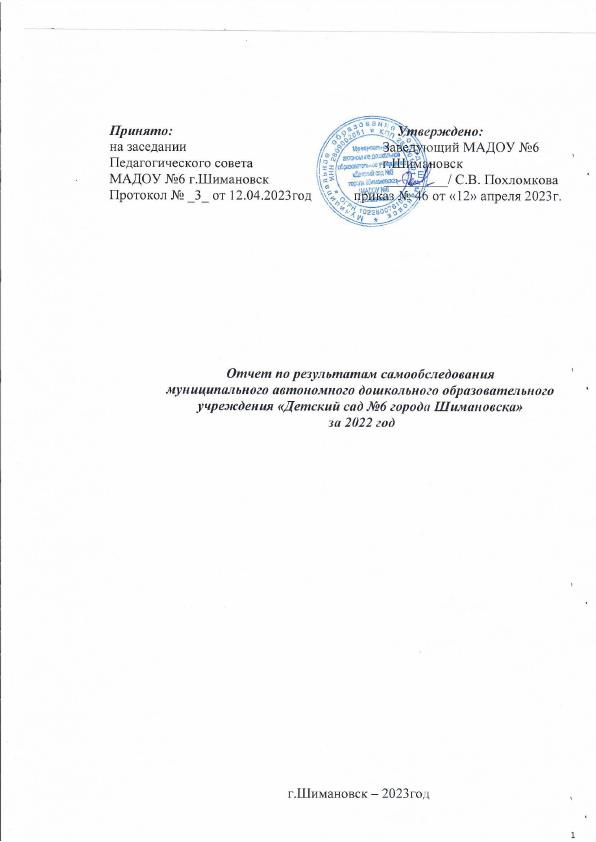 Принято:
на заседании
Педагогического совета
МАДОУ №6 г.Шимановск
Протокол № _3_ от 12.04.2023год
Утверждено:
Заведующий МАДОУ №6
г.Шимановск
/ С.В. Похломкова
приказ № 46 от «12» апреля 2023г.
Отчет по результатам самообследования
муниципального автономного дошкольного образовательного
учреждения «Детский сад №6 города Шимановска»
за 2022 год
г.Шимановск – 2023год
1